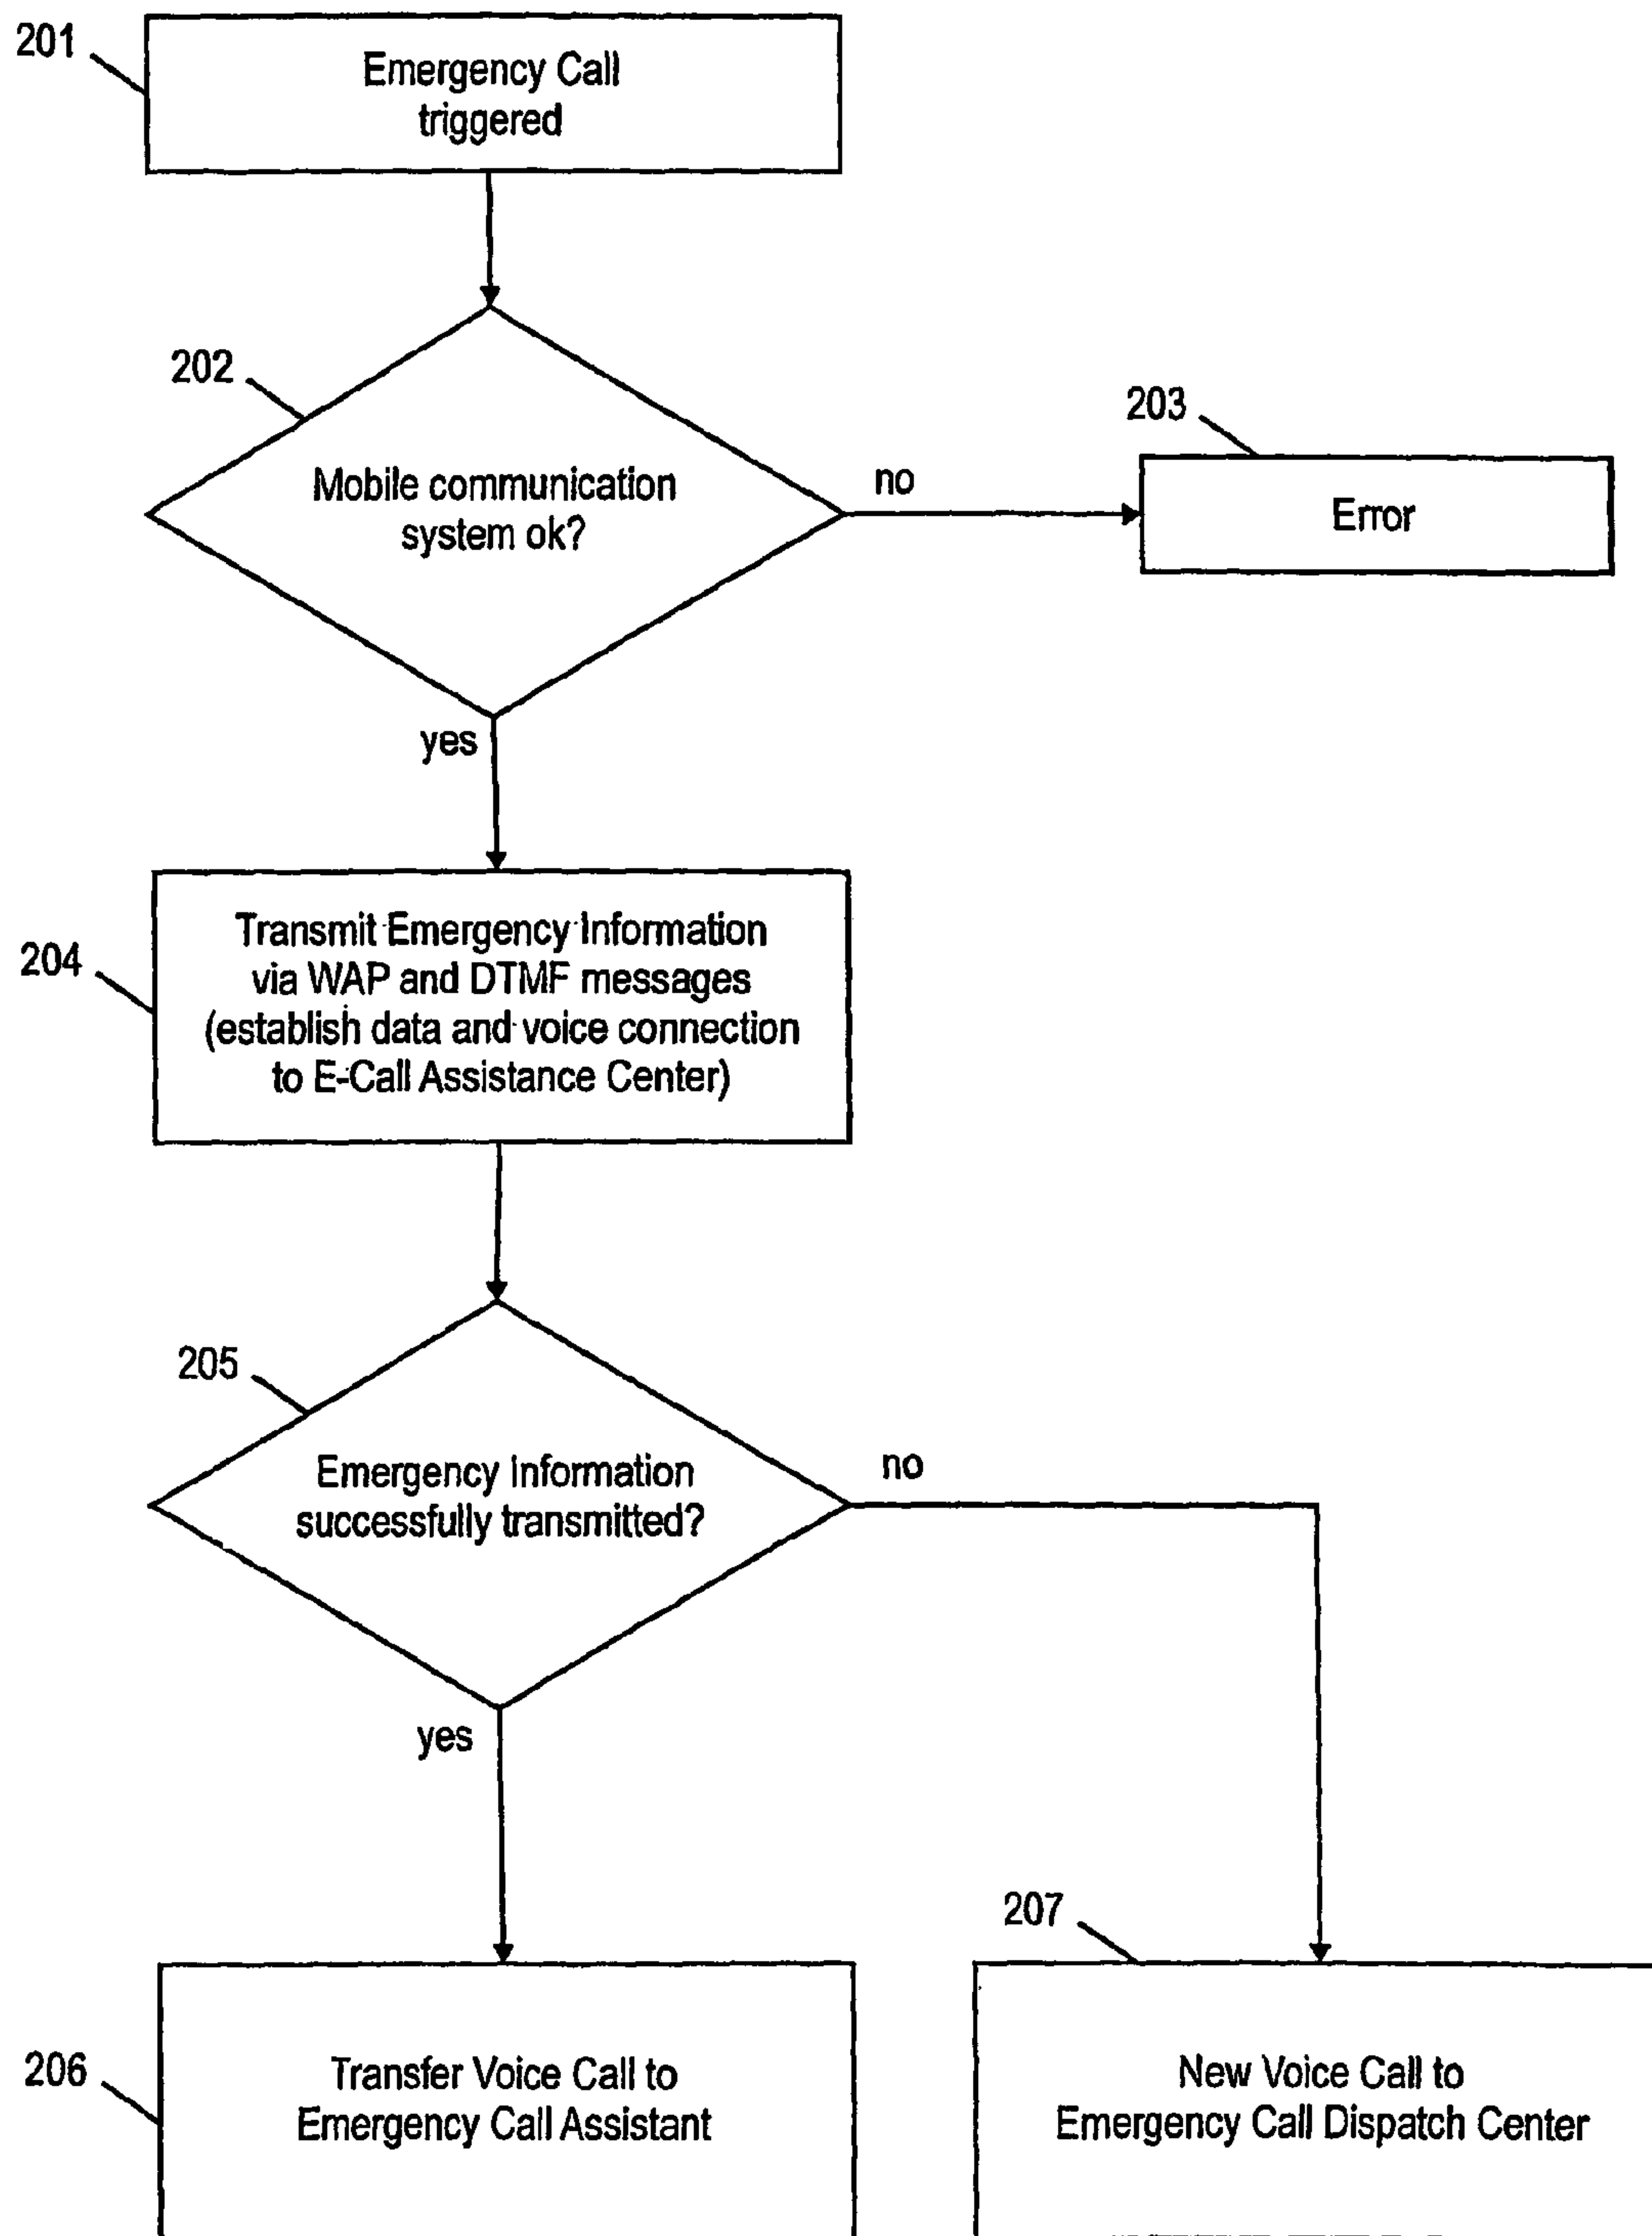 201
Emergency Call
triggered
202
Mobile communication
system ok?
no
203
Error
yes
204
Transmit Emergency Information
via WAP and DTMF messages
(establish data and voice connection
to E-Call Assistance Center)
205
Emergency Information
successfully transmitted?
no
yes
206
Transfer Voice Call to
Emergency Call Assistant
207
New Voice Call to
Emergency Call Dispatch Center